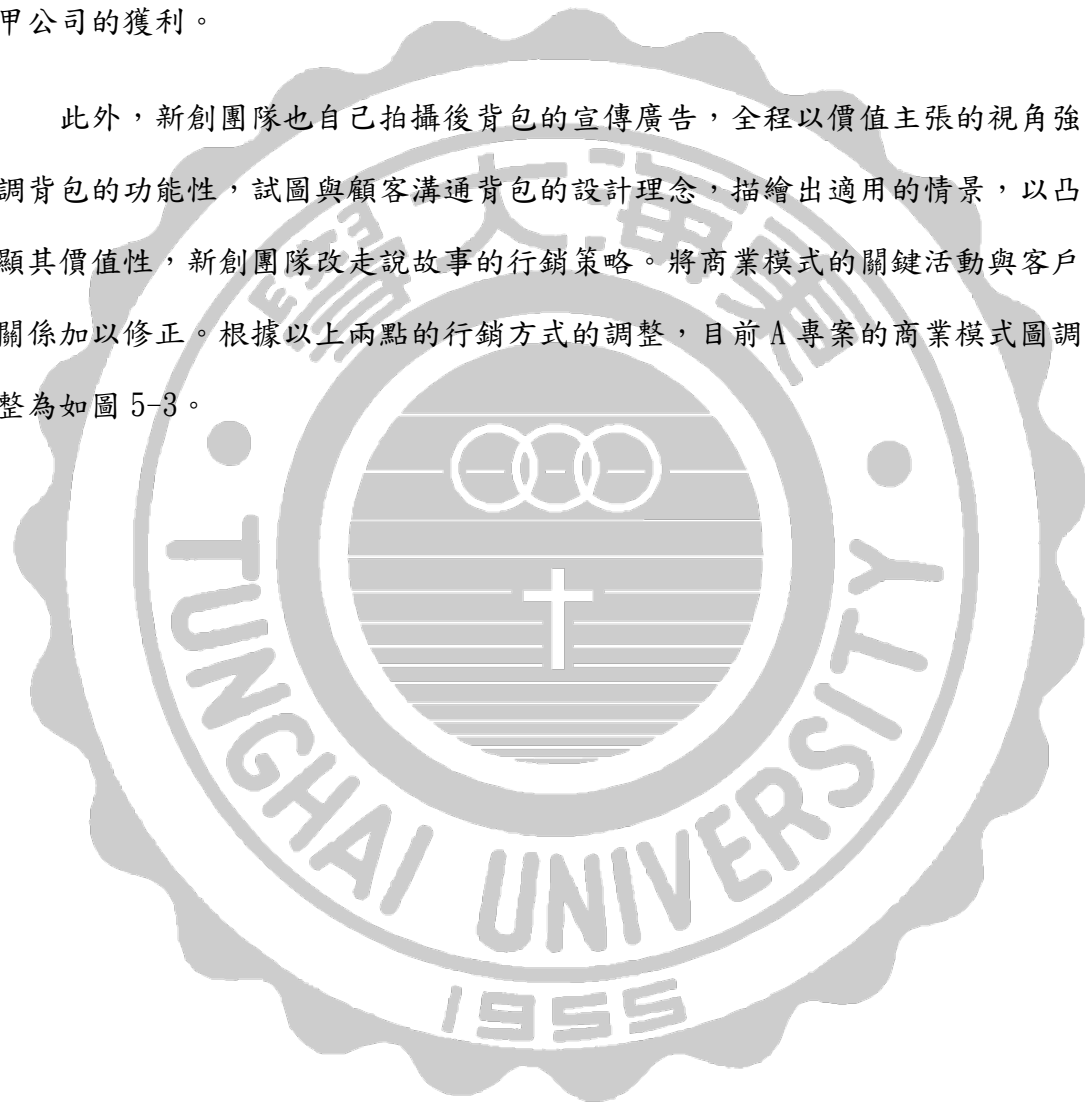 甲公司的獲利。
此外，新創團隊也自己拍攝後背包的宣傳廣告，全程以價值主張的視角強
調背包的功能性，試圖與顧客溝通背包的設計理念，描繪出適用的情景，以凸
顯其價值性，新創團隊改走說故事的行銷策略。將商業模式的關鍵活動與客戶
關係加以修正。根據以上兩點的行銷方式的調整，目前 A 專案的商業模式圖調
整為如圖 5-3。
學大海東
TUNGHAI UNIVERSITY
1955